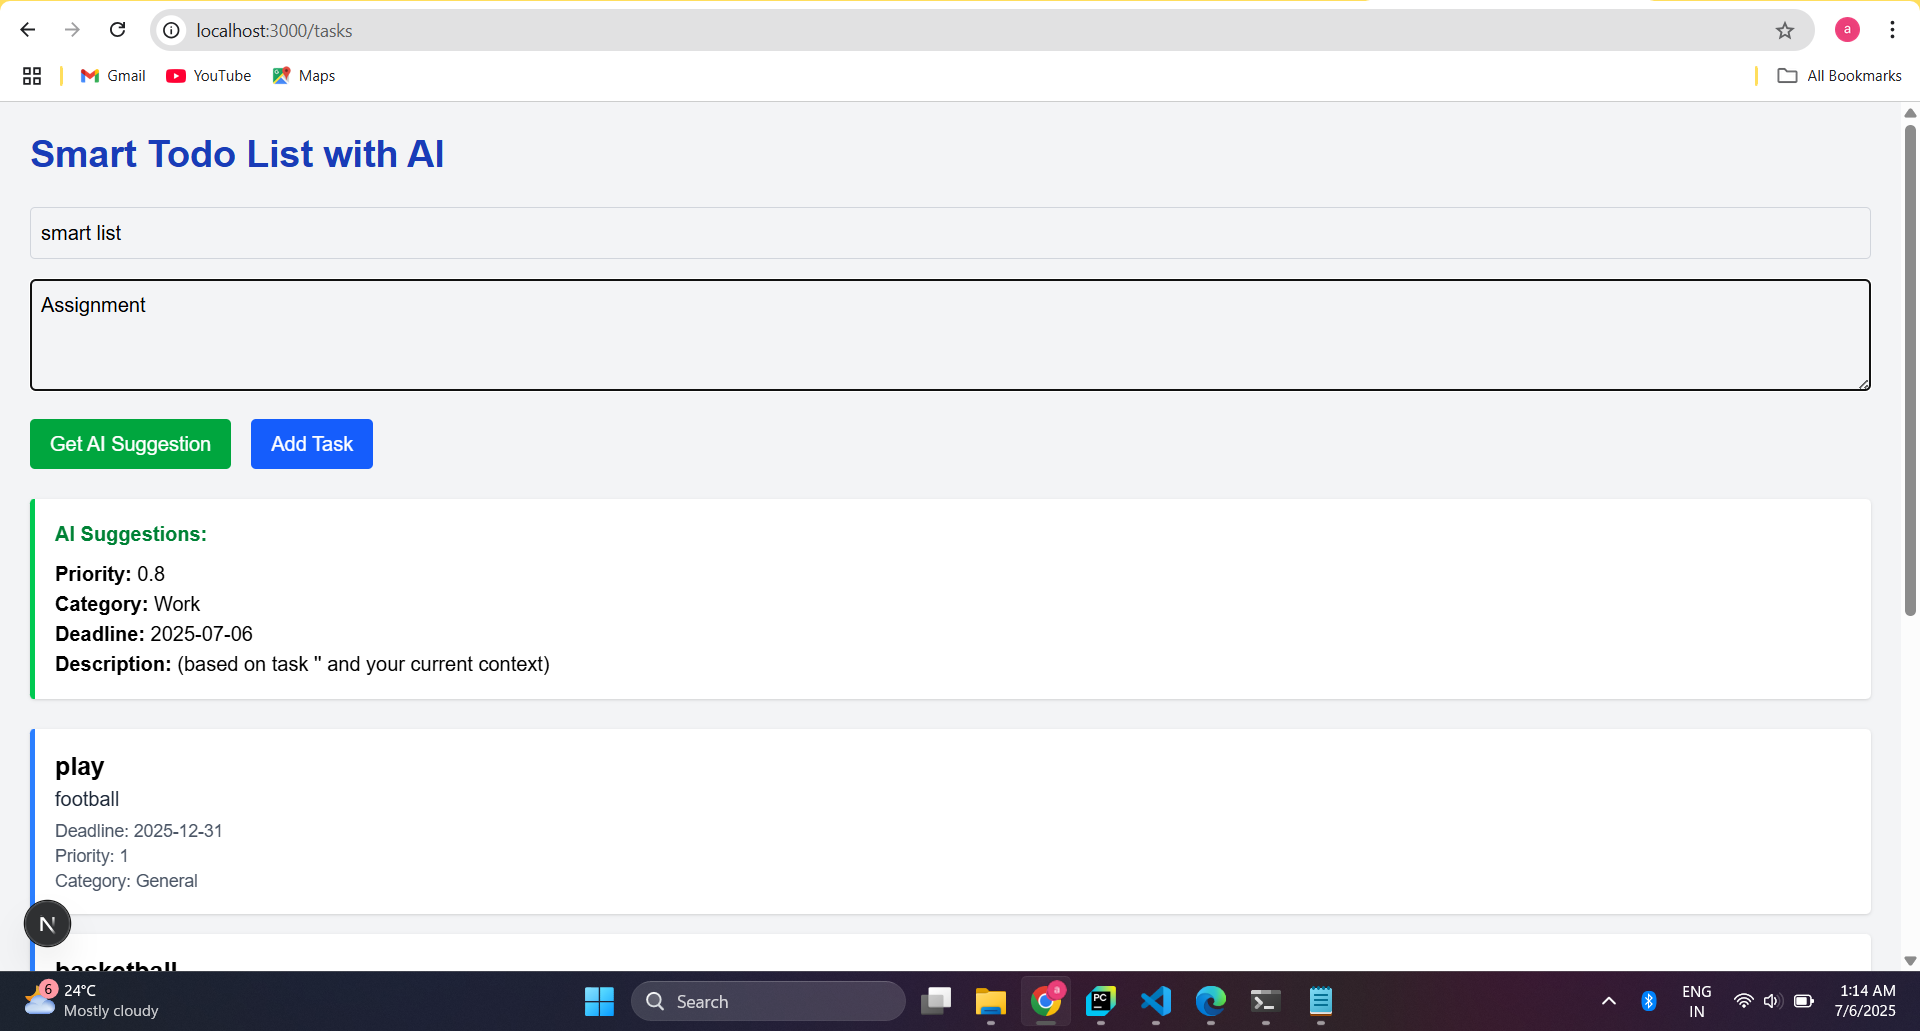 localhost:3000/tasks
a
Gmail
YouTube
Maps
All Bookmarks
Smart Todo List with AI
smart list
Assignment
Get AI Suggestion
Add Task
AI Suggestions:
Priority: 0.8
Category: Work
Deadline: 2025-07-06
Description: (based on task '' and your current context)
play
football
Deadline: 2025-12-31
Priority: 1
Category: General
N
basketball
6
24°C
Mostly cloudy
Search
a
PC
ENG
IN
1:14 AM
7/6/2025